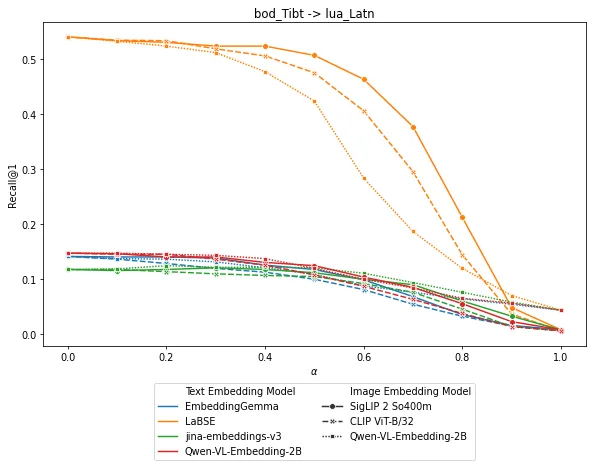 bod_Tibt -> lua_Latn
Recall@1
0.5
0.4
0.3
0.2
0.1
0.0
0.0 0.2 0.4 0.6 0.8 1.0
α
Text Embedding Model
EmbeddingGemma
LaBSE
jina-embeddings-v3
Qwen-VL-Embedding-2B
Image Embedding Model
SigLIP 2 So400m
CLIP ViT-B/32
Qwen-VL-Embedding-2B